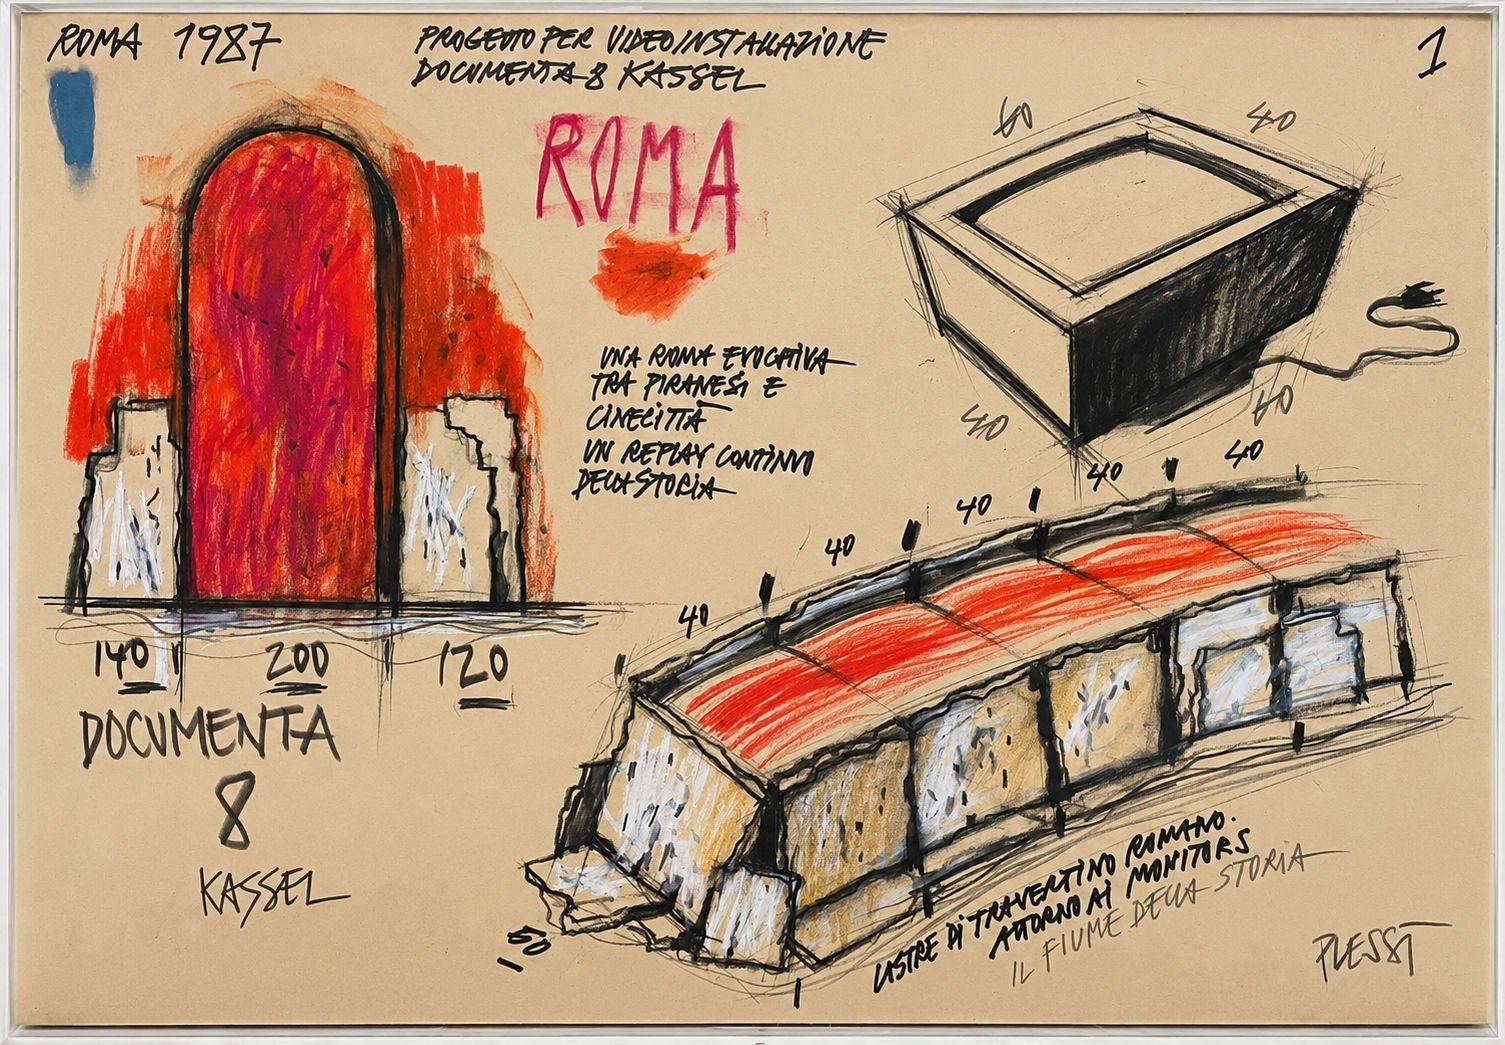 ROMA 1987
PROGETTO PER VIDEOINSTALLAZIONE
DOCUMENTA 8 KASSEL
1
ROMA
60
40
UNA ROMA EVOCATIVA
TRA PIRANESI E
CINECITTÀ
UN REPLAY CONTINUO
DELLA STORIA
40
60
40
40
40
40
40
140
200
120
DOCUMENTA
8
KASSEL
50
LASTRE DI TRAVERTINO ROMANO.
ATTORNO AI MONITORS
IL FIUME DELLA STORIA
PLESSI